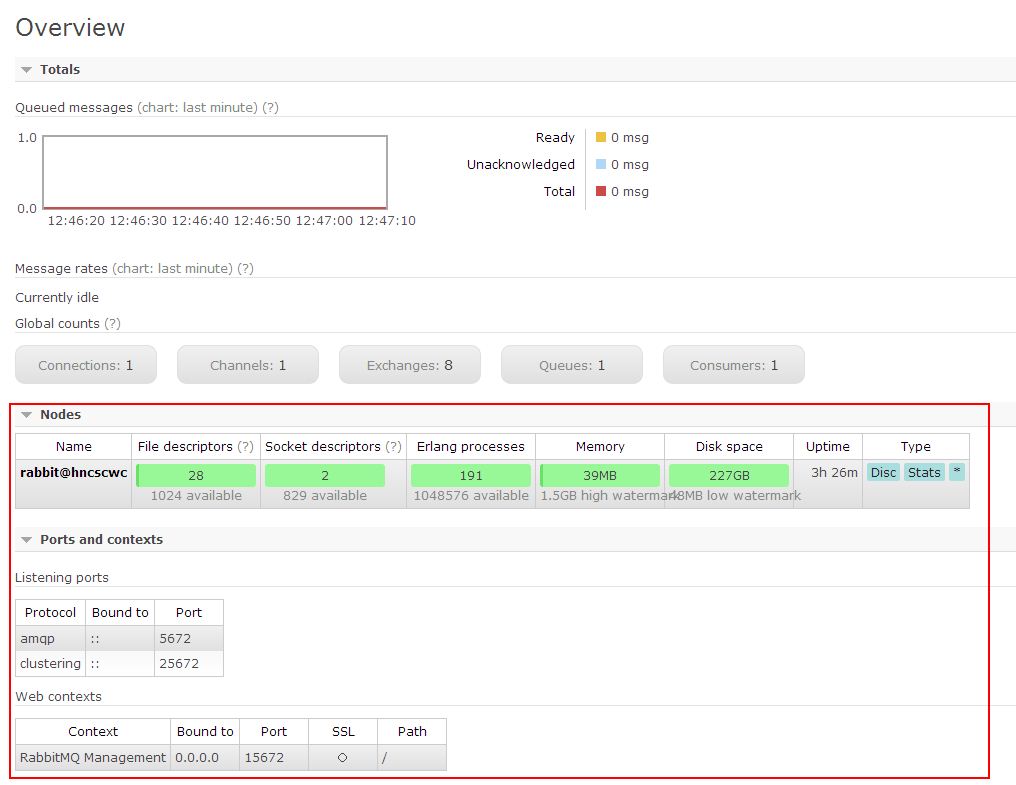 Overview
Totals
Queued messages (chart: last minute) (?)
1.0
0.0
12:46:20 12:46:30 12:46:40 12:46:50 12:47:00 12:47:10
Ready 0 msg
Unacknowledged 0 msg
Total 0 msg
Message rates (chart: last minute) (?)
Currently idle
Global counts (?)
Connections: 1 Channels: 1 Exchanges: 8 Queues: 1 Consumers: 1
Nodes
Name File descriptors (?) Socket descriptors (?) Erlang processes Memory Disk space Uptime Type
rabbit@hncscwc 28 2 191 39MB 227GB 3h 26m Disc Stats *
1024 available 829 available 1048576 available 1.5GB high watermark 48MB low watermark
Ports and contexts
Listening ports
Protocol Bound to Port
amqp :: 5672
clustering :: 25672
Web contexts
Context Bound to Port SSL Path
RabbitMQ Management 0.0.0.0 15672 ○ /